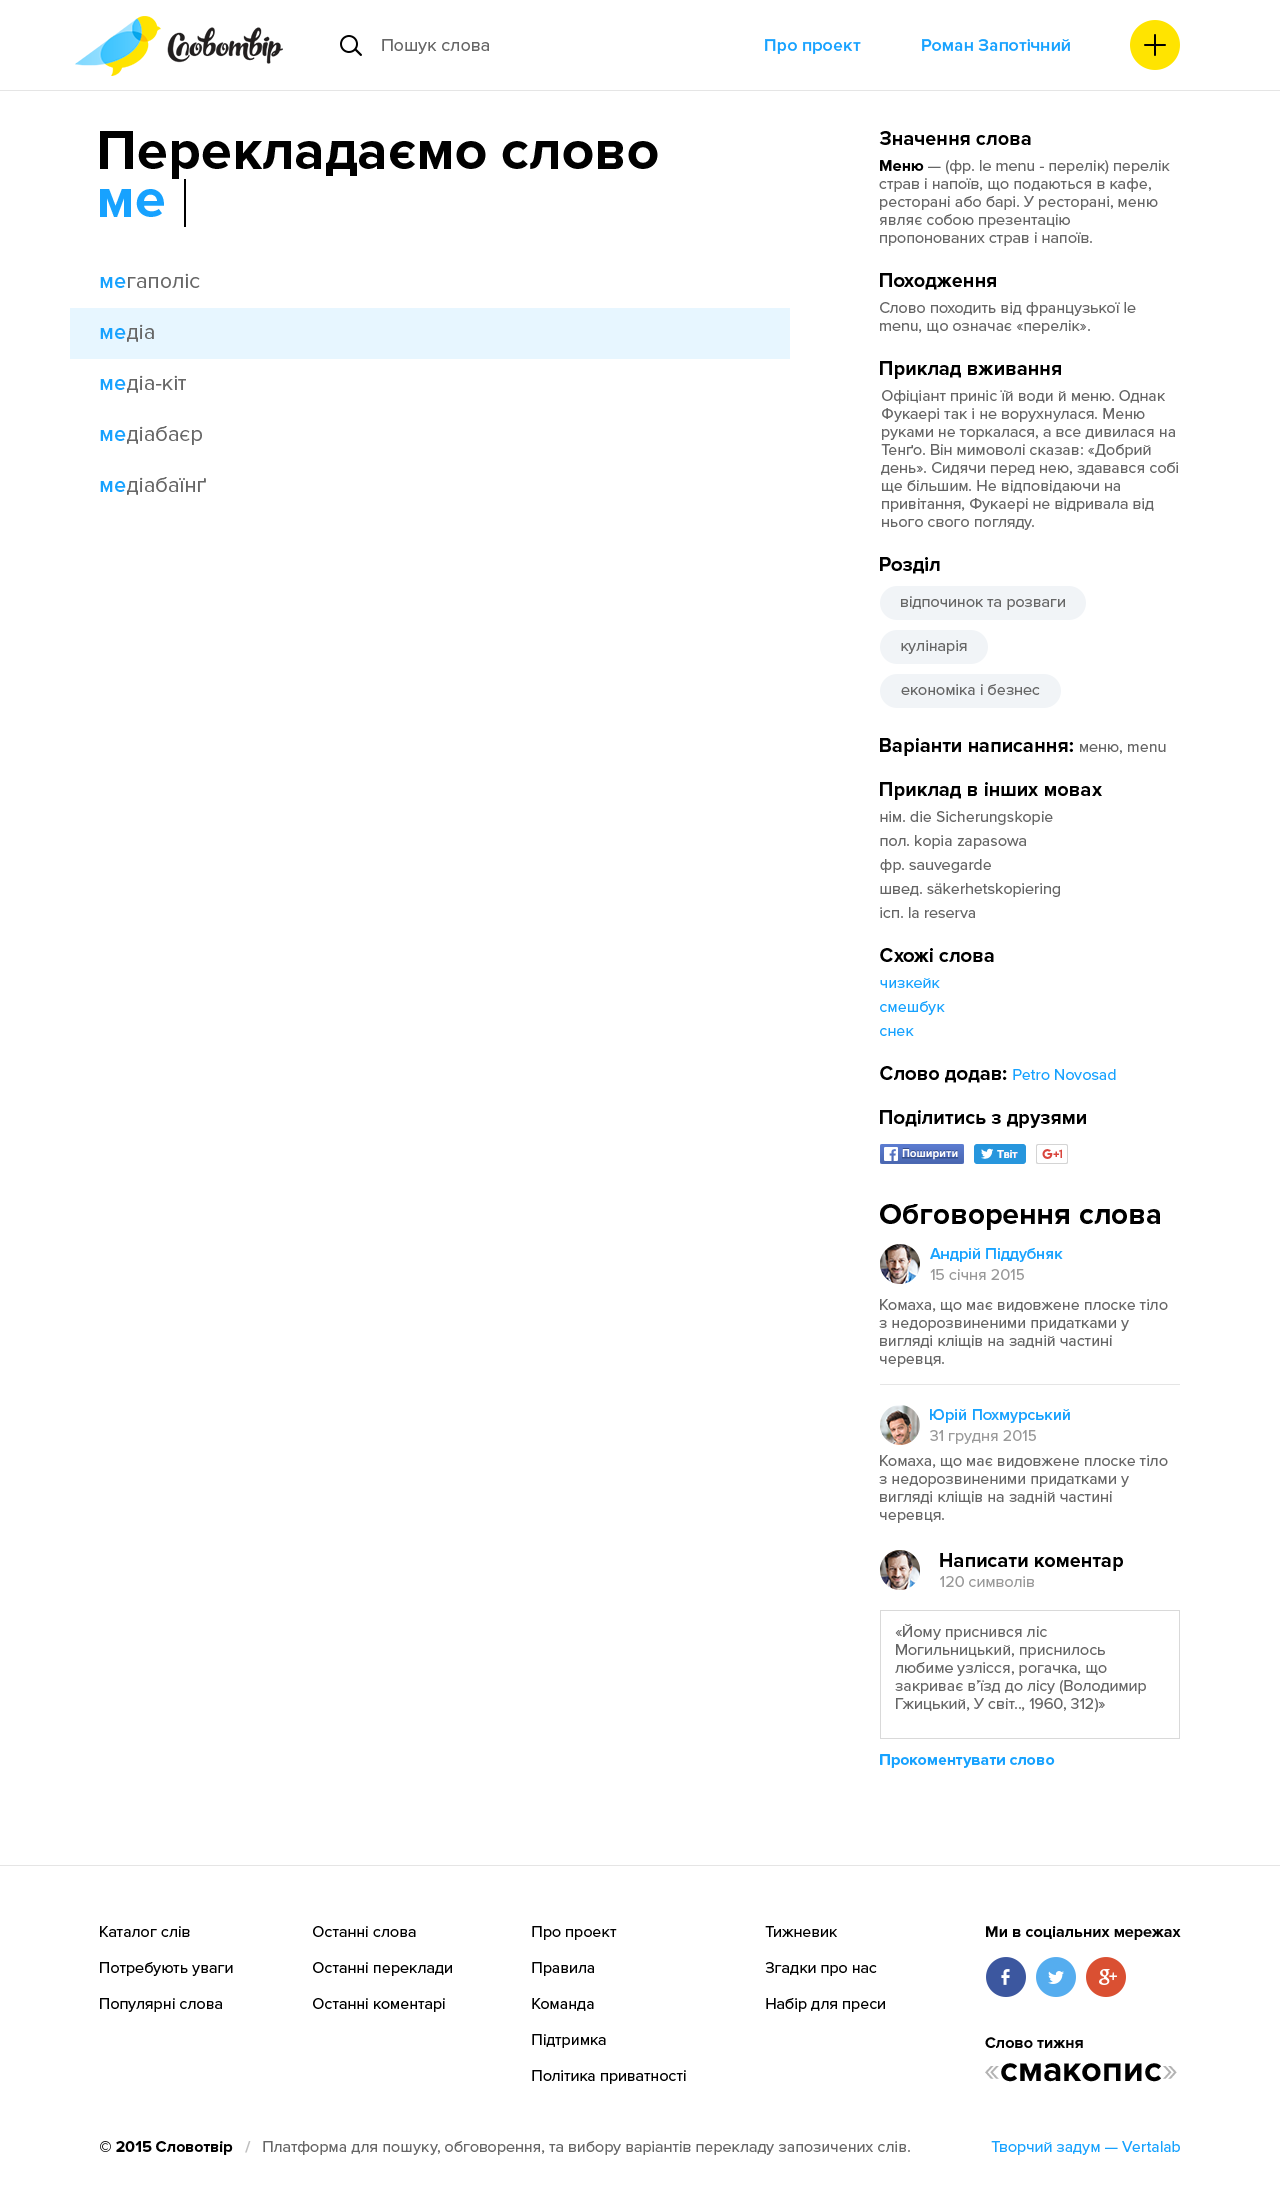 Словотвір
Пошук слова
Про проект
Роман Запотічний
Перекладаємо слово
ме
мегаполіс
медіа
медіа-кіт
медіабаєр
медіабаїнґ
Значення слова
Меню — (фр. le menu - перелік) перелік
страв і напоїв, що подаються в кафе,
ресторані або барі. У ресторані, меню
являє собою презентацію
пропонованих страв і напоїв.
Походження
Слово походить від французької le
menu, що означає «перелік».
Приклад вживання
Офіціант приніс їй води й меню. Однак
Фукаері так і не ворухнулася. Меню
руками не торкалася, а все дивилася на
Тенґо. Він мимоволі сказав: «Добрий
день». Сидячи перед нею, здавався собі
ще більшим. Не відповідаючи на
привітання, Фукаері не відривала від
нього свого погляду.
Розділ
відпочинок та розваги
кулінарія
економіка і безнес
Варіанти написання: меню, menu
Приклад в інших мовах
нім. die Sicherungskopie
пол. kopia zapasowa
фр. sauvegarde
швед. säkerhetskopiering
ісп. la reserva
Схожі слова
чизкейк
смешбук
снек
Слово додав: Petro Novosad
Поділитись з друзями
Поширити
Твіт
G+1
Обговорення слова
Андрій Піддубняк
15 січня 2015
Комаха, що має видовжене плоске тіло
з недорозвиненими придатками у
вигляді кліщів на задній частині
черевця.
Юрій Похмурський
31 грудня 2015
Комаха, що має видовжене плоске тіло
з недорозвиненими придатками у
вигляді кліщів на задній частині
черевця.
Написати коментар
120 символів
«Йому приснився ліс
Могильницький, приснилось
любиме узлісся, рогачка, що
закриває в’їзд до лісу (Володимир
Гжицький, У світ.., 1960, 312)»
Прокоментувати слово
Каталог слів
Потребують уваги
Популярні слова
Останні слова
Останні переклади
Останні коментарі
Про проект
Правила
Команда
Підтримка
Політика приватності
Тижневик
Згадки про нас
Набір для преси
Ми в соціальних мережах
Слово тижня
«смакопис»
© 2015 Словотвір / Платформа для пошуку, обговорення, та вибору варіантів перекладу запозичених слів.
Творчий задум — Vertalab